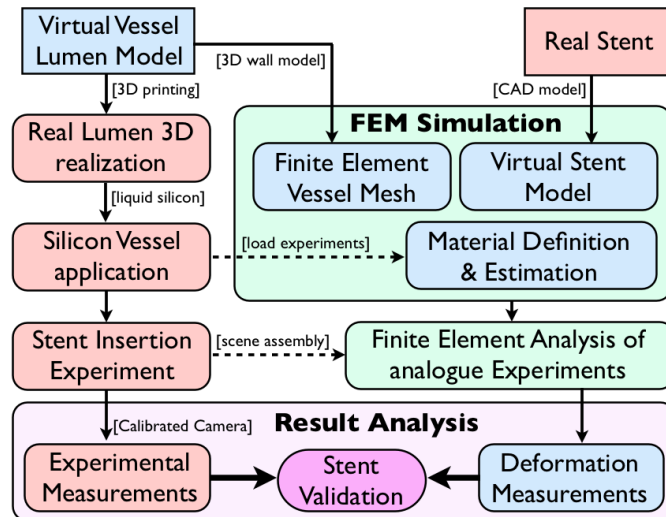 Virtual Vessel
Lumen Model
Real Stent
[3D wall model]
[3D printing]
[CAD model]
Real Lumen 3D
realization
FEM Simulation
Finite Element
Vessel Mesh
Virtual Stent
Model
[liquid silicon]
Silicon Vessel
application
[load experiments]
Material Definition
& Estimation
Stent Insertion
Experiment
[scene assembly]
Finite Element Analysis of
analogue Experiments
[Calibrated Camera]
Result Analysis
Experimental
Measurements
Stent
Validation
Deformation
Measurements